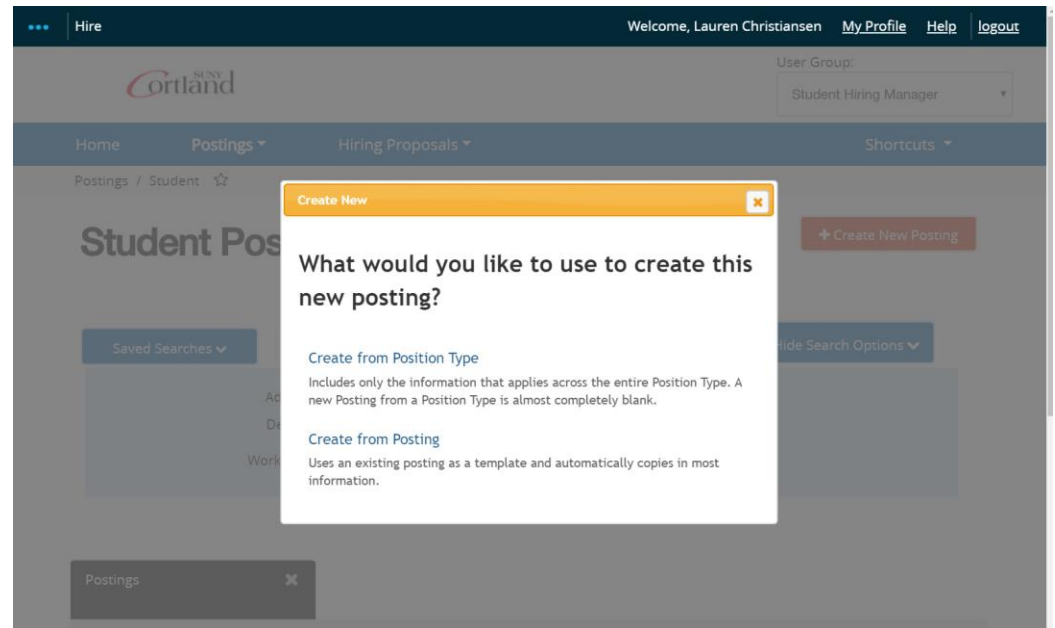 Hire
Welcome, Lauren Christiansen My Profile Help logout
SUNY
Cortland
User Group:
Student Hiring Manager
Home Postings Hiring Proposals Shortcuts
Postings / Student
Create New
Student Pos
+ Create New Posting
What would you like to use to create this
new posting?
Saved Searches
Hide Search Options
Create from Position Type
Includes only the information that applies across the entire Position Type. A
new Posting from a Position Type is almost completely blank.
Ad
De
Create from Posting
Work
Uses an existing posting as a template and automatically copies in most
information.
Postings